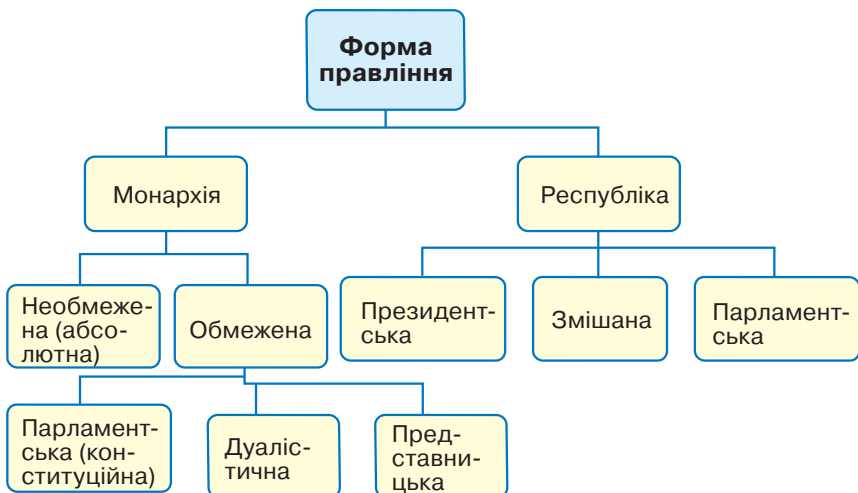 Форма
правління
Монархія
Республіка
Необмеже-
на (абсо-
лютна)
Обмежена
Президент-
ська
Змішана
Парламент-
ська
Парламент-
ська (кон-
ституційна)
Дуаліс-
тична
Пред-
ставни-
цька